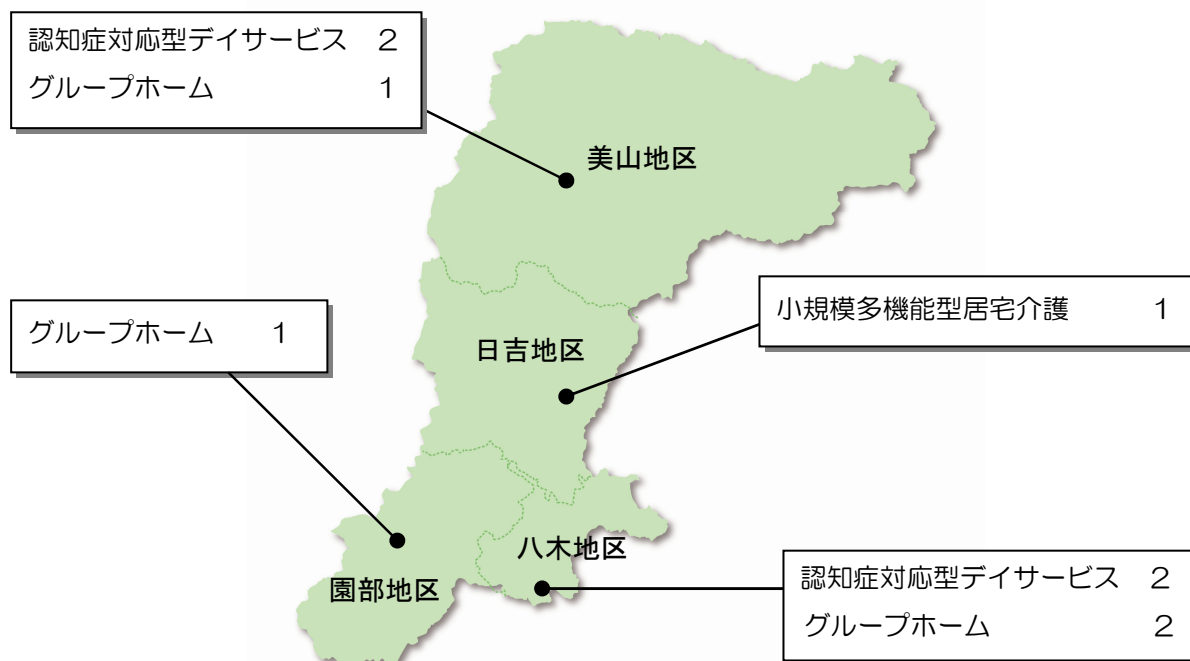 認知症対応型デイサービス　２
グループホーム　１
美山地区
小規模多機能型居宅介護　１
グループホーム　１
日吉地区
八木地区
園部地区
認知症対応型デイサービス　２
グループホーム　２